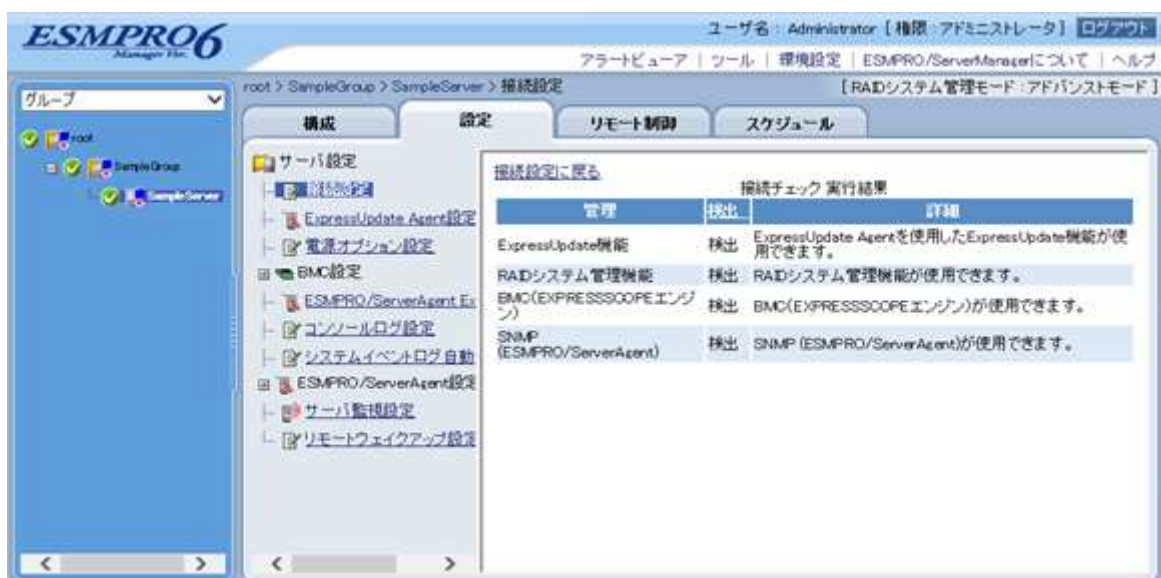 ESMPRO6
Manager Ver.
ユーザ名 : Administrator [ 権限 : アドミニストレータ ] ログアウト
アラートビューア | ツール | 環境設定 | ESMPRO/ServerManagerについて | ヘルプ
グループ
root
SampleGroup
SampleServer
root > SampleGroup > SampleServer > 接続設定
[ RAIDシステム管理モード : アドバンストモード ]
構成
設定
リモート制御
スケジュール
サーバ設定
接続設定
ExpressUpdate Agent設定
電源オプション設定
BMC設定
ESMPRO/ServerAgent Ex
コンソールログ設定
システムイベントログ自動
ESMPRO/ServerAgent設定
サーバ監視設定
リモートウェイクアップ設定
接続設定に戻る
接続チェック 実行結果
管理 検出 詳細
ExpressUpdate機能 検出 ExpressUpdate Agentを使用したExpressUpdate機能が使
用できます。
RAIDシステム管理機能 検出 RAIDシステム管理機能が使用できます。
BMC(EXPRESSSCOPEエンジ
ン) 検出 BMC(EXPRESSSCOPEエンジン)が使用できます。
SNMP
(ESMPRO/ServerAgent) 検出 SNMP (ESMPRO/ServerAgent)が使用できます。